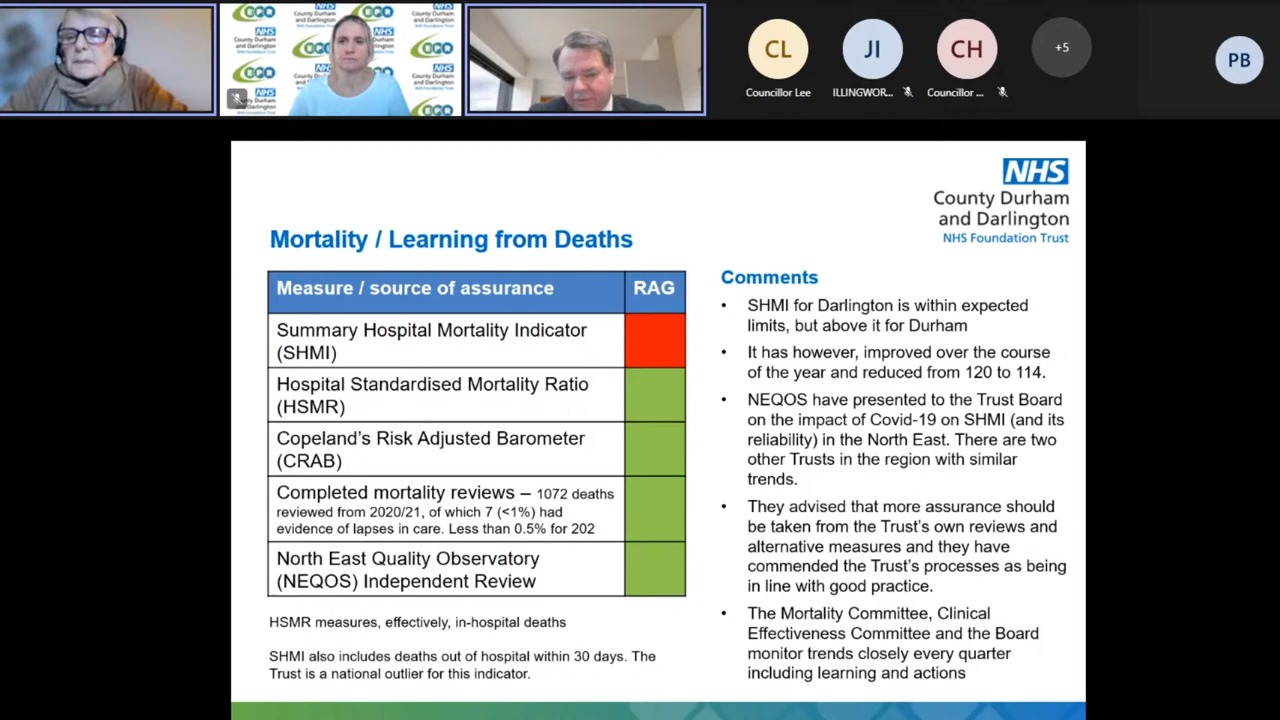 CL
JI
CH
+5
PB
Councillor Lee
ILLINGWOR...
Councillor ...
County Durham
and Darlington
NHS Foundation Trust
NHS
County Durham
and Darlington
NHS Foundation Trust
Mortality / Learning from Deaths
Measure / source of assurance
RAG
Summary Hospital Mortality Indicator
(SHMI)
Hospital Standardised Mortality Ratio
(HSMR)
Copeland's Risk Adjusted Barometer
(CRAB)
Completed mortality reviews – 1072 deaths
reviewed from 2020/21, of which 7 (<1%) had
evidence of lapses in care. Less than 0.5% for 202
North East Quality Observatory
(NEQOS) Independent Review
HSMR measures, effectively, in-hospital deaths
SHMI also includes deaths out of hospital within 30 days. The
Trust is a national outlier for this indicator.
Comments
• SHMI for Darlington is within expected
limits, but above it for Durham
• It has however, improved over the course
of the year and reduced from 120 to 114.
• NEQOS have presented to the Trust Board
on the impact of Covid-19 on SHMI (and its
reliability) in the North East. There are two
other Trusts in the region with similar
trends.
• They advised that more assurance should
be taken from the Trust's own reviews and
alternative measures and they have
commended the Trust's processes as being
in line with good practice.
• The Mortality Committee, Clinical
Effectiveness Committee and the Board
monitor trends closely every quarter
including learning and actions